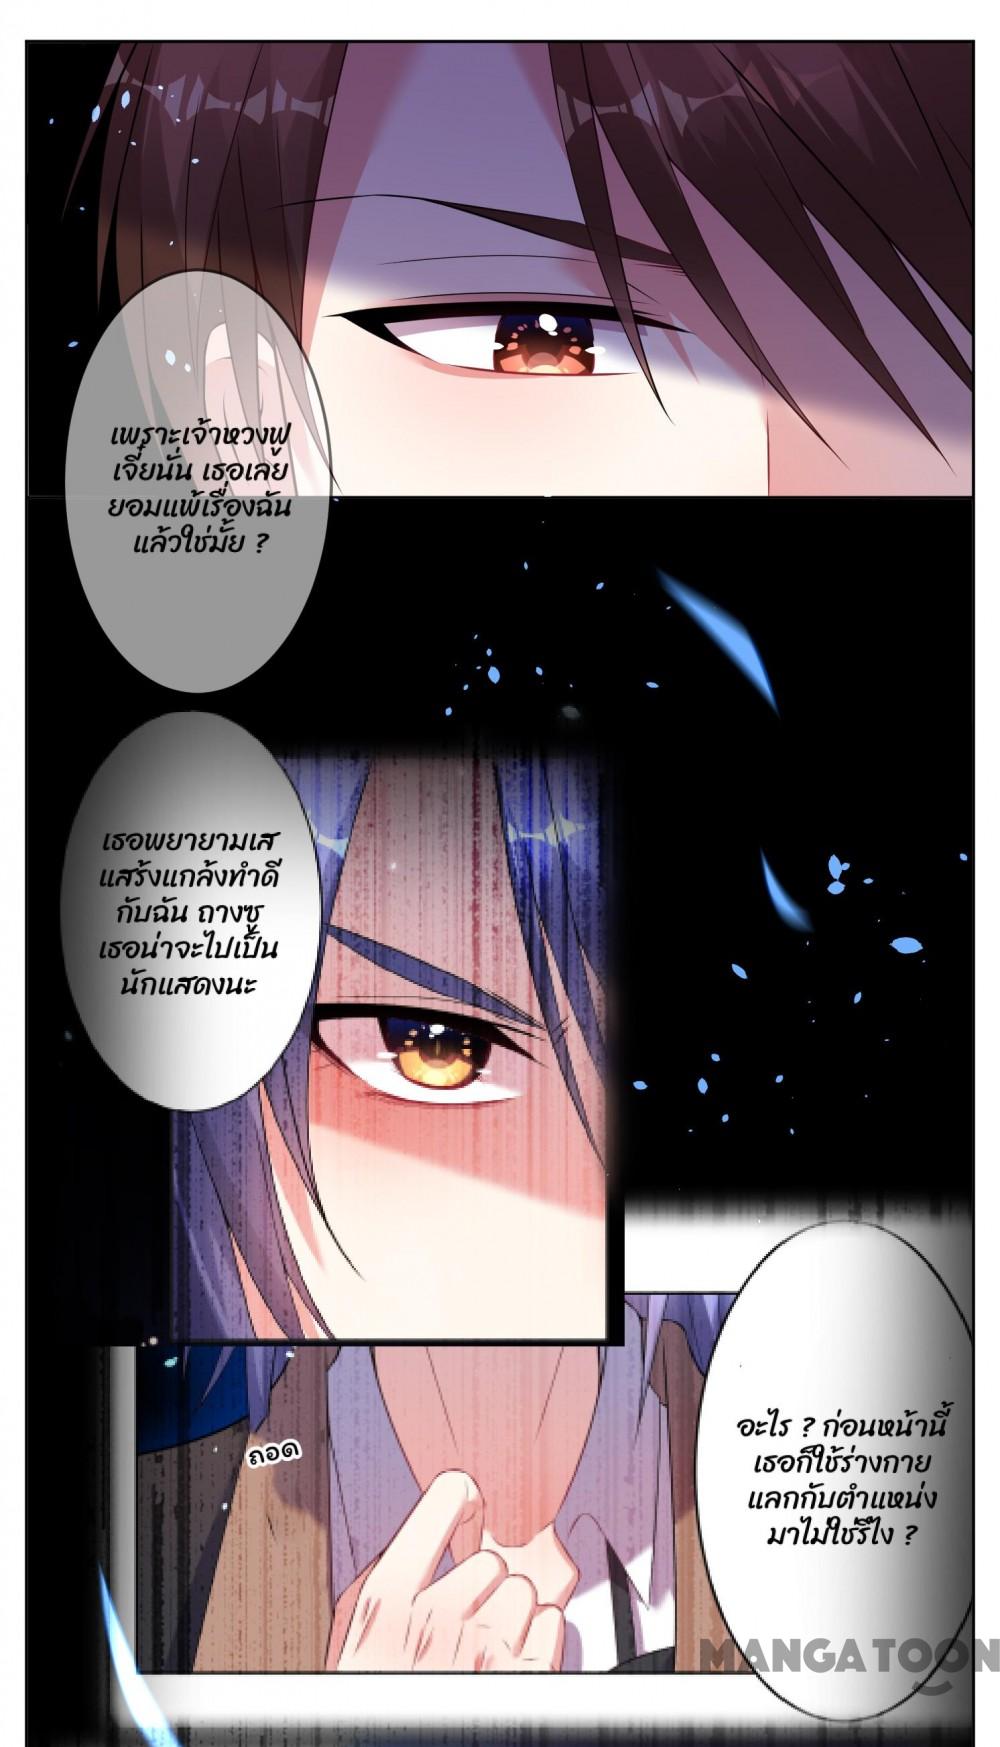 เพราะเจ้าหวงฟู
เจี๋ยนั่น เธอเลย
ยอมแพ้เรื่องฉัน
แล้วใช่มั้ย ?
เธอพยายามเส
แสร้งแกล้งทำดี
กับฉัน ถางซู
เธอน่าจะไปเป็น
นักแสดงนะ
อะไร ? ก่อนหน้านี้
เธอก็ใช้ร่างกาย
แลกกับตำแหน่ง
มาไม่ใช่รึไง ?
ถอด
MANGATOON